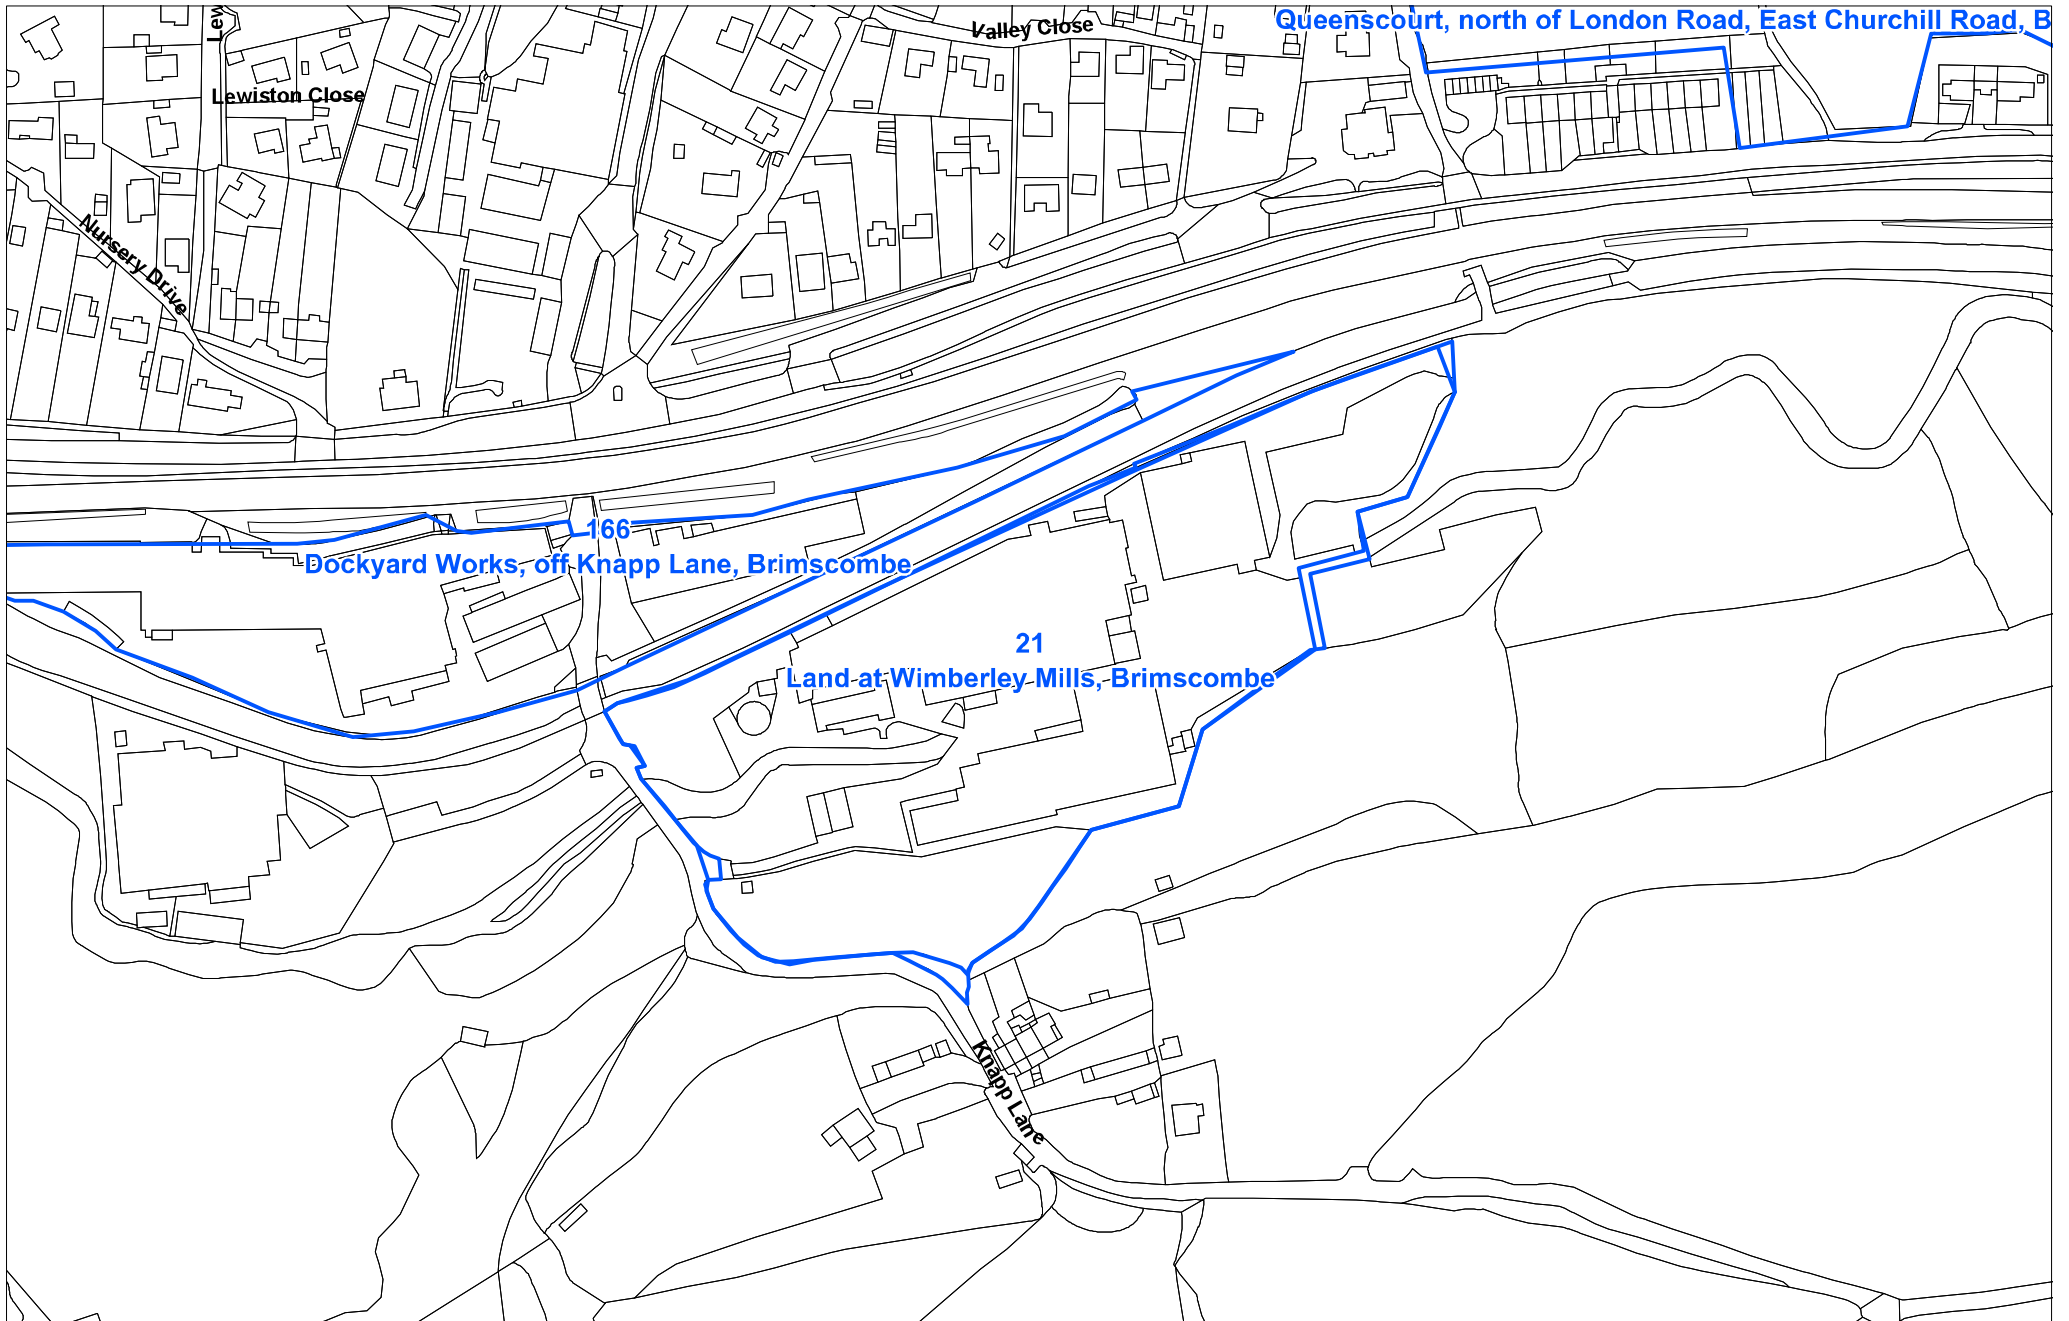 Queenscourt, north of London Road, East Churchill Road, B
Valley Close
Lew
Lewiston Close
Nursery Drive
166
Dockyard Works, off Knapp Lane, Brimscombe
21
Land at Wimberley Mills, Brimscombe
Knapp Lane